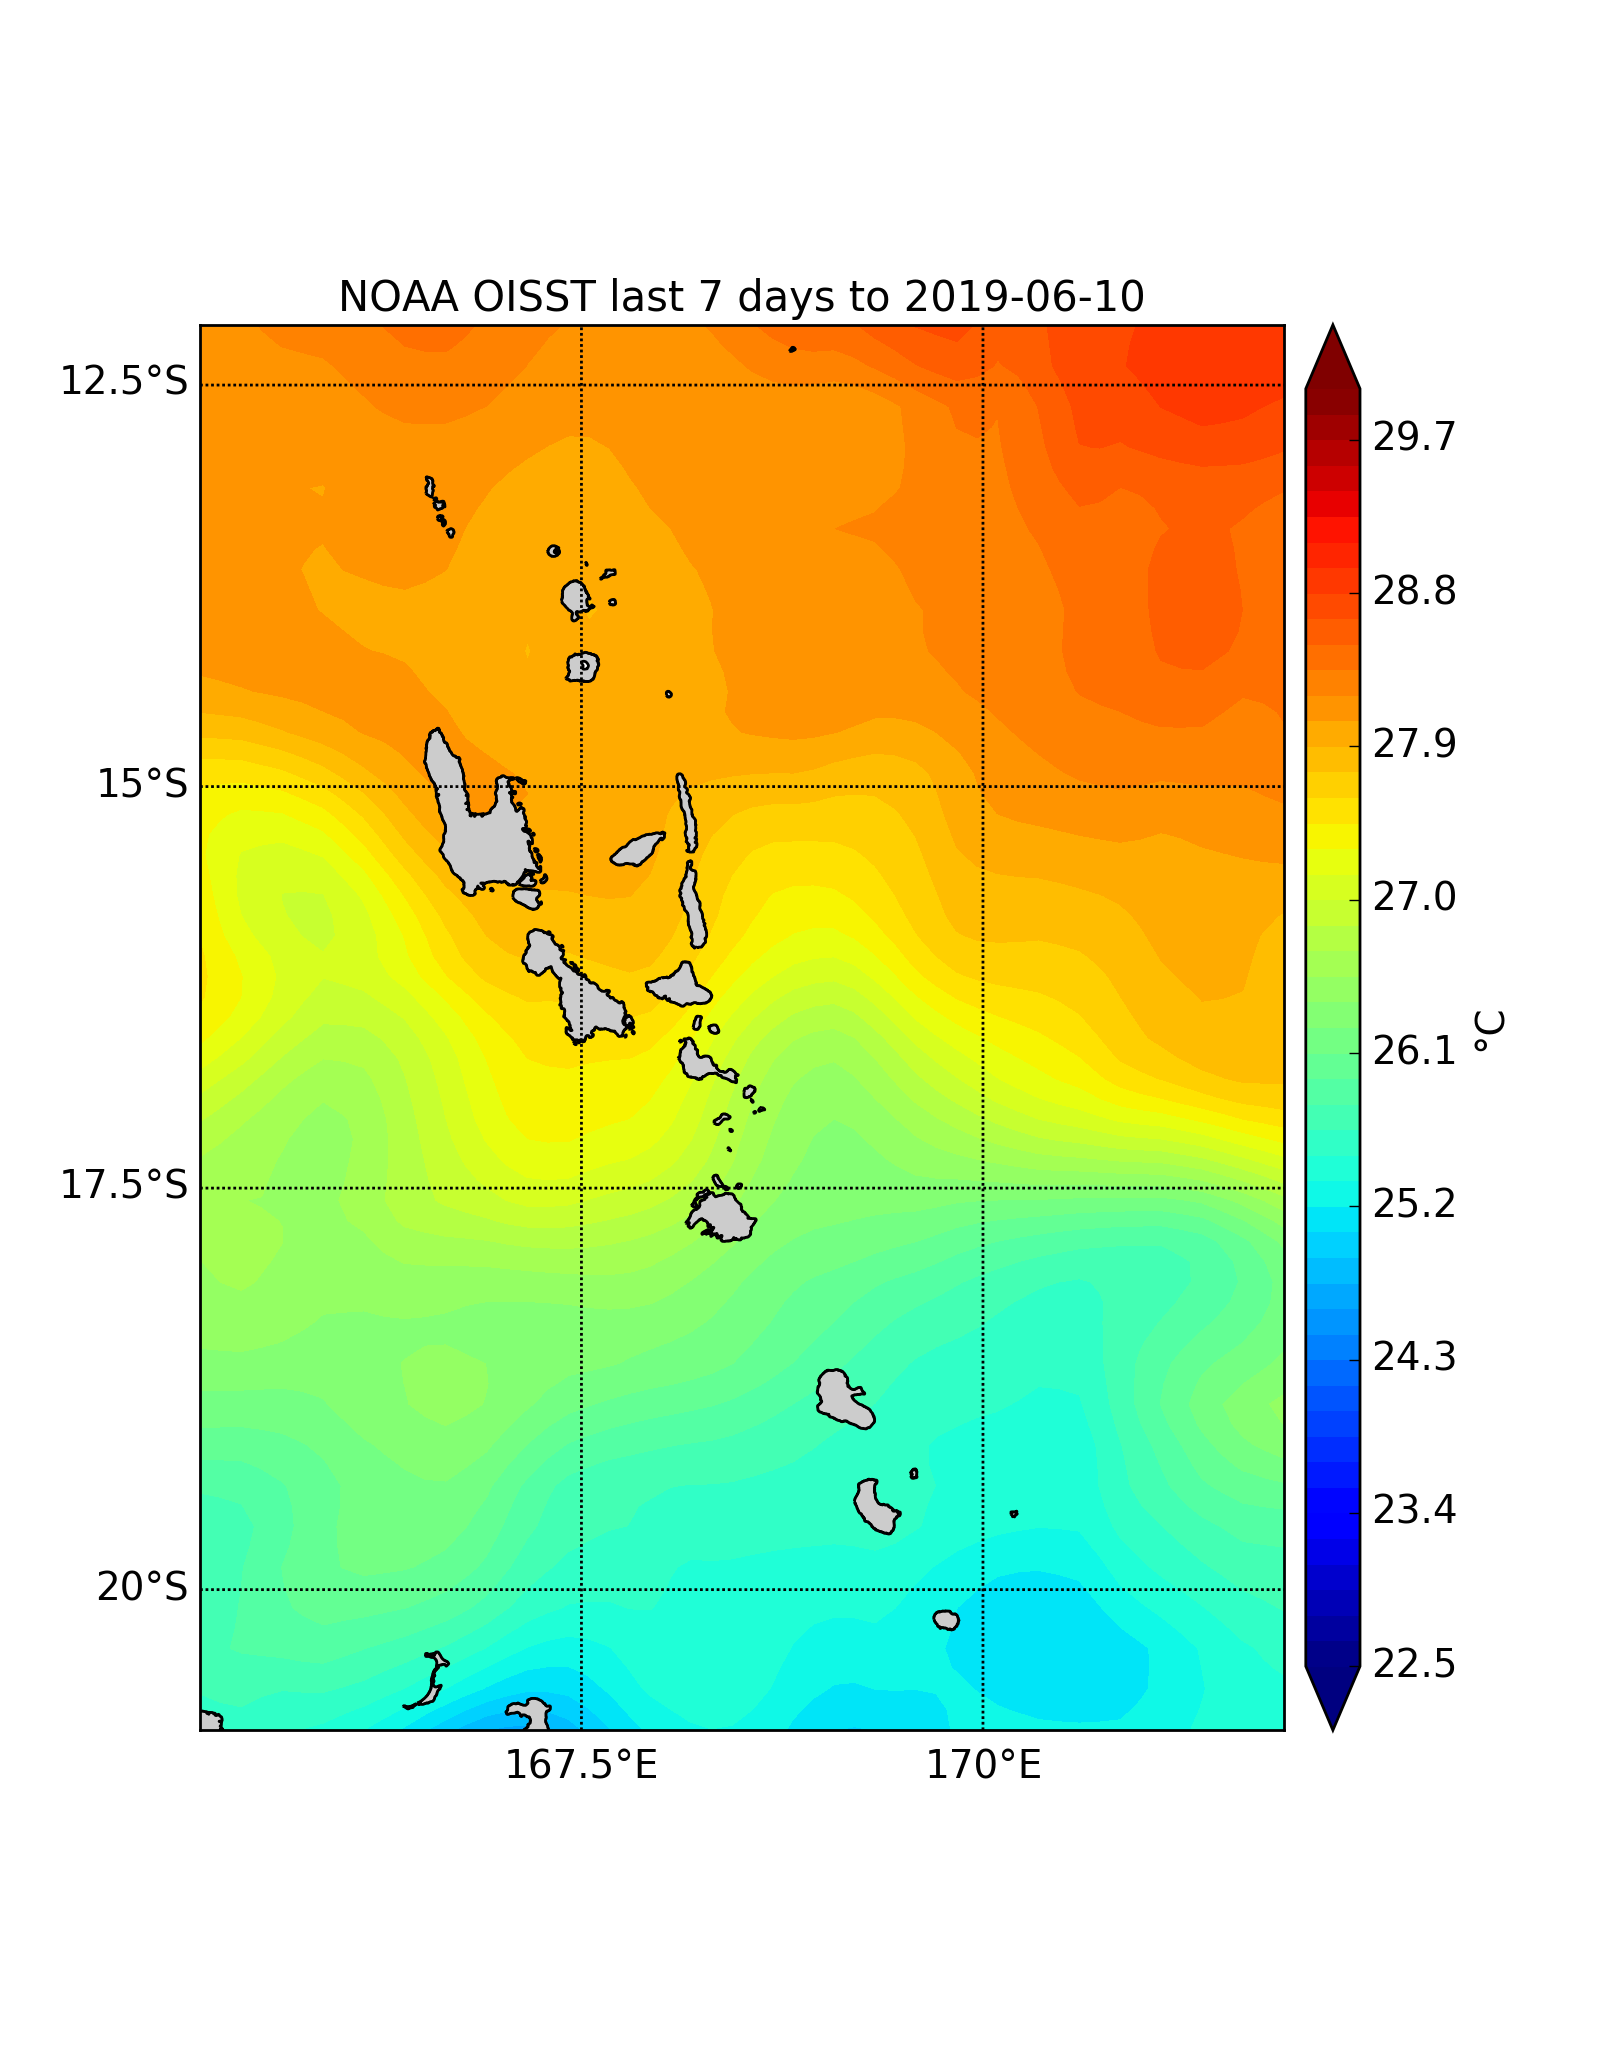 NOAA OISST last 7 days to 2019-06-10
12.5°S
15°S
17.5°S
20°S
167.5°E
170°E
29.7
28.8
27.9
27.0
26.1
25.2
24.3
23.4
22.5
°C